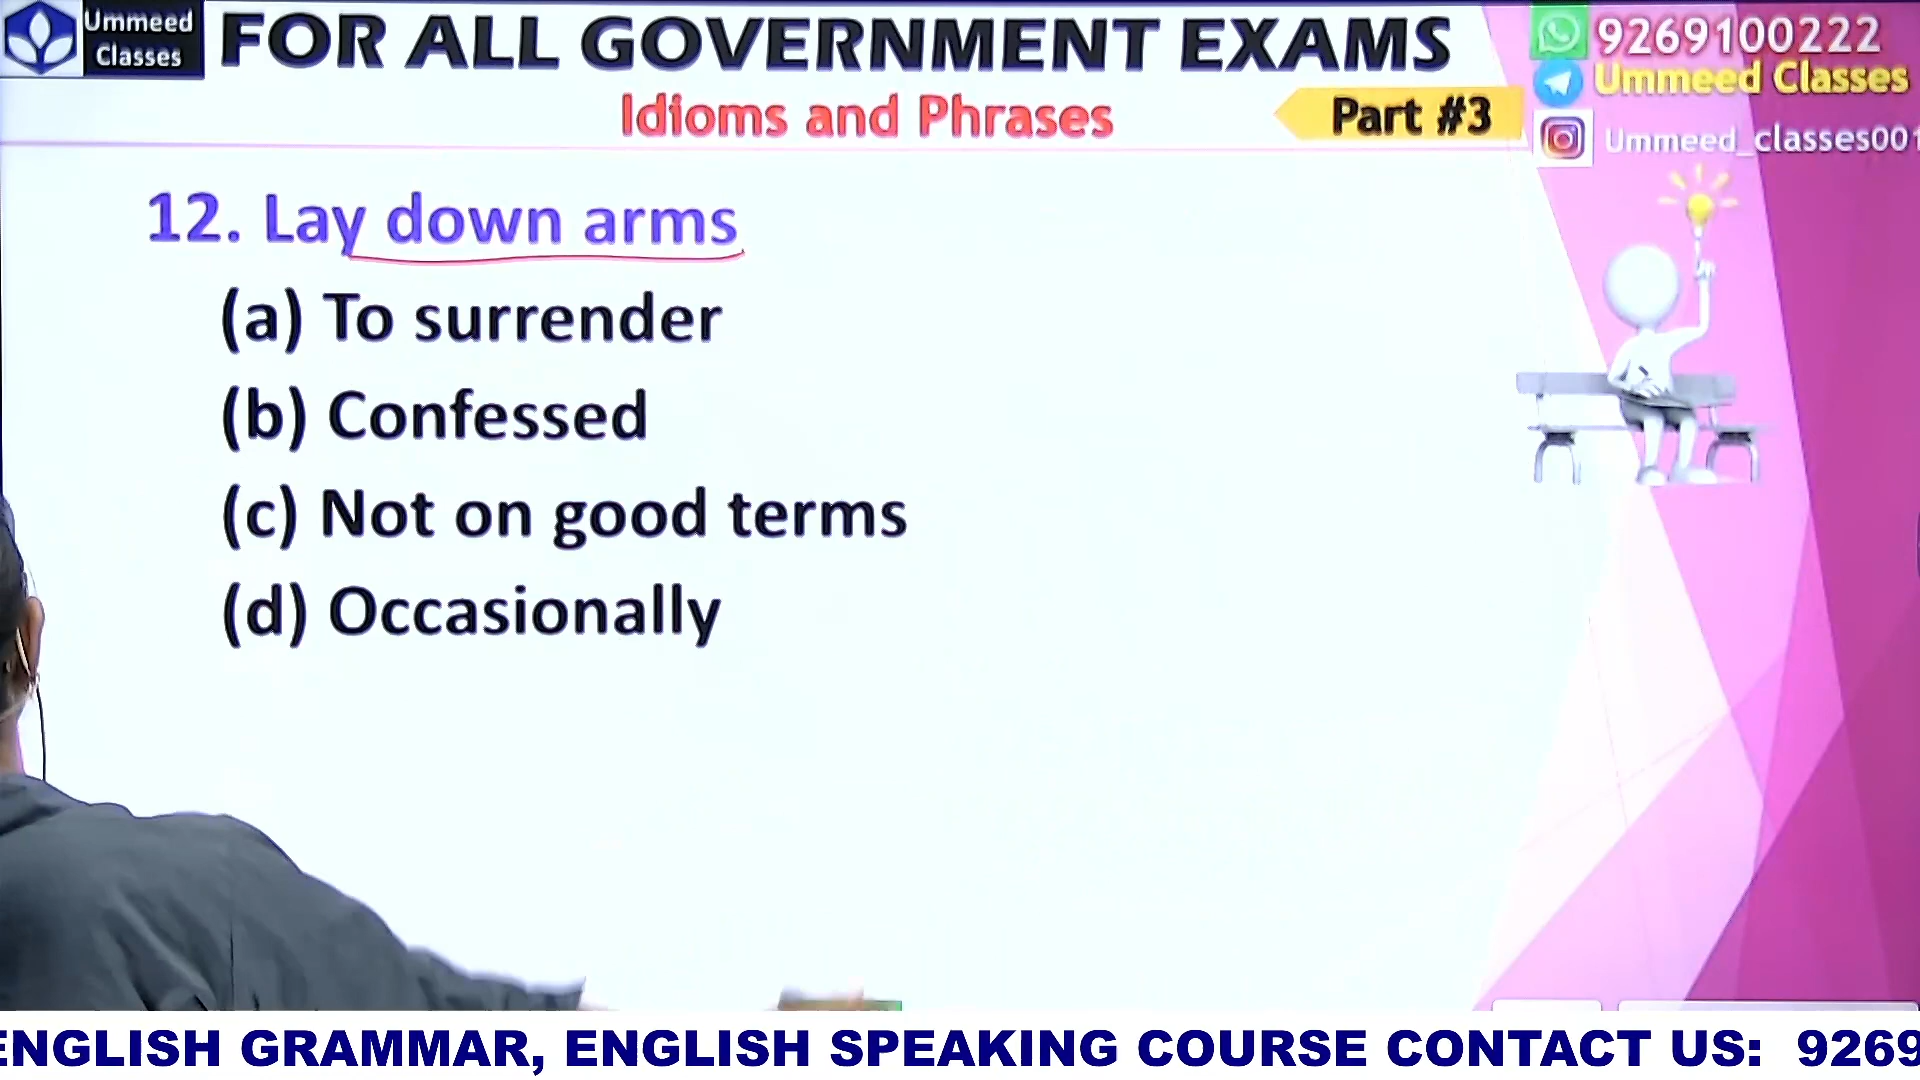 Ummeed
Classes
FOR ALL GOVERNMENT EXAMS
Idioms and Phrases
Part #3
9269100222
Ummeed Classes
Ummeed_classes001
12. Lay down arms
(a) To surrender
(b) Confessed
(c) Not on good terms
(d) Occasionally
ENGLISH GRAMMAR, ENGLISH SPEAKING COURSE CONTACT US: 9269